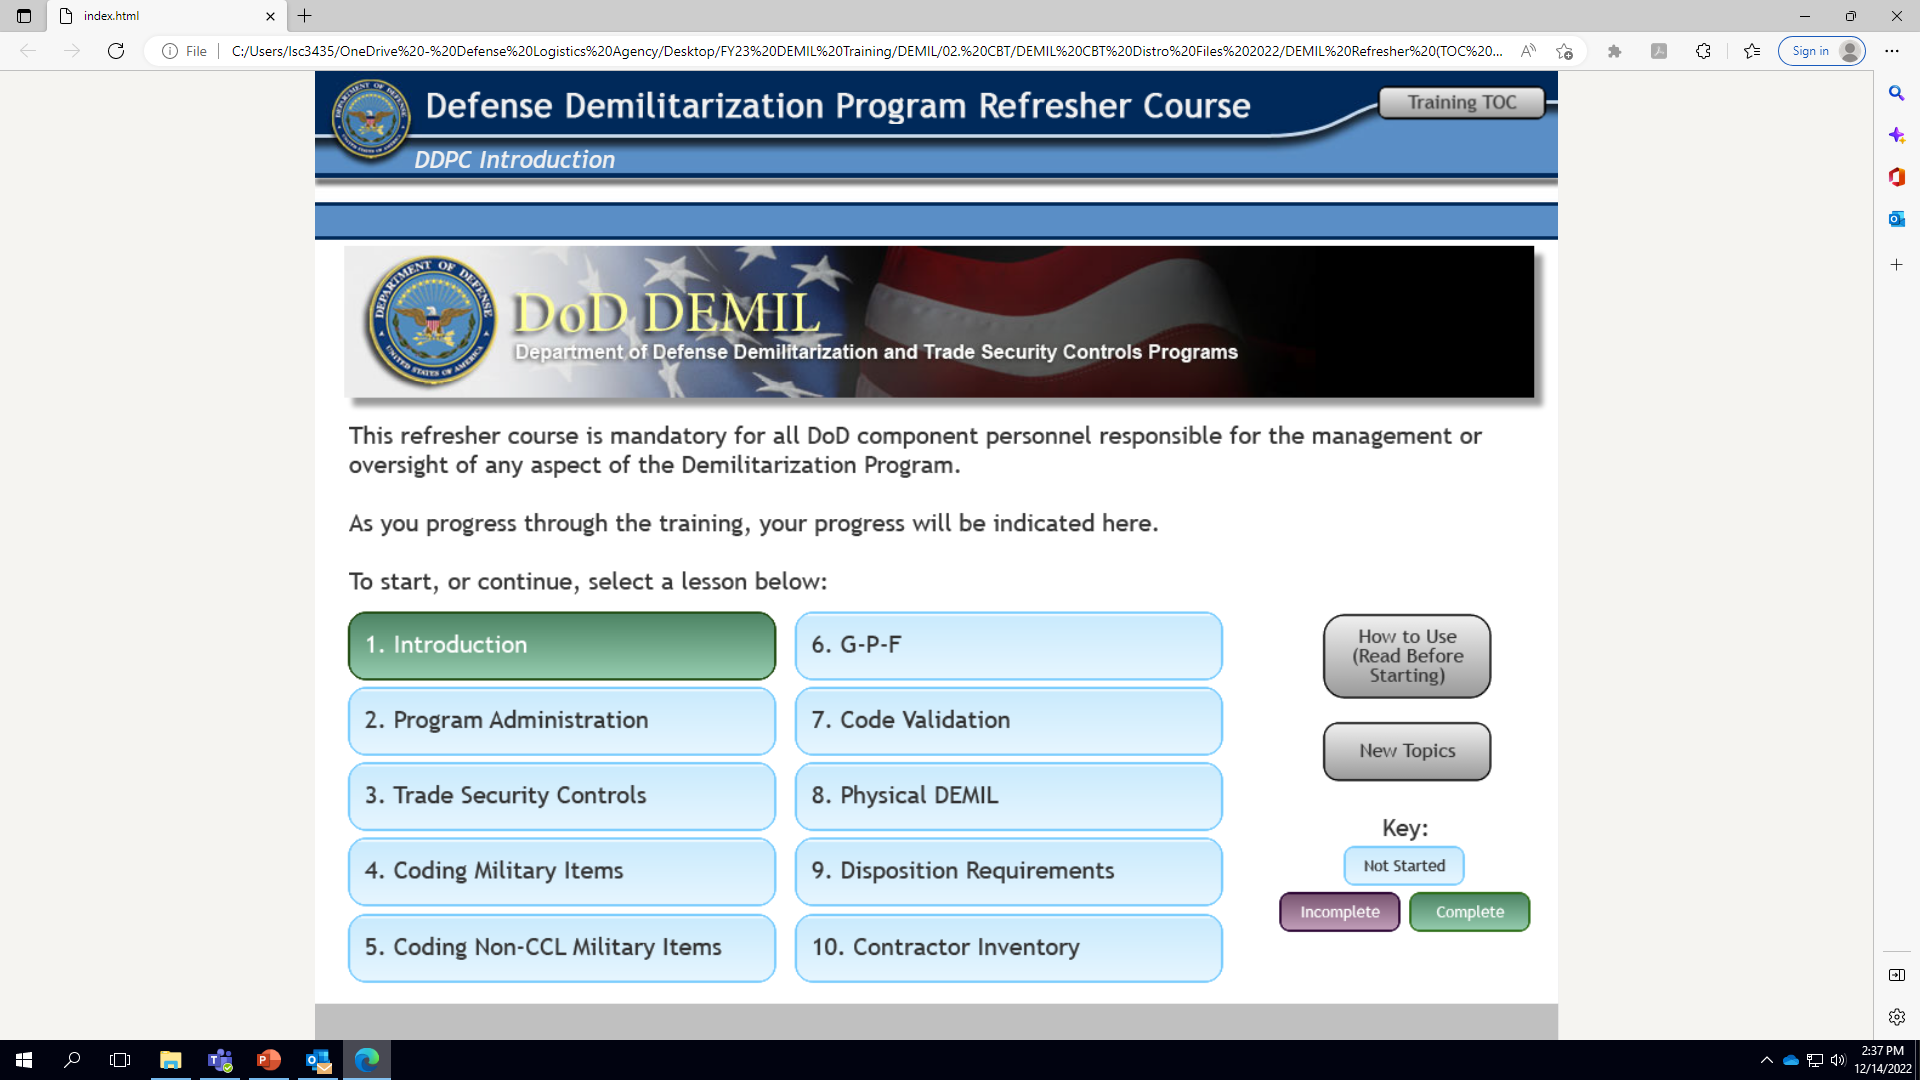 index.html
File
C:/Users/lsc3435/OneDrive%20-%20Defense%20Logistics%20Agency/Desktop/FY23%20DEMIL%20Training/DEMIL/02.%20CBT/DEMIL%20CBT%20Distro%20Files%202022/DEMIL%20Refresher%20(TOC%20...
Sign in
Defense Demilitarization Program Refresher Course
Training TOC
DDPC Introduction
DEPARTMENT OF DEFENSE
UNITED STATES OF AMERICA
DoD DEMIL
Department of Defense Demilitarization and Trade Security Controls Programs
This refresher course is mandatory for all DoD component personnel responsible for the management or
oversight of any aspect of the Demilitarization Program.
As you progress through the training, your progress will be indicated here.
To start, or continue, select a lesson below:
1. Introduction
2. Program Administration
3. Trade Security Controls
4. Coding Military Items
5. Coding Non-CCL Military Items
6. G-P-F
7. Code Validation
8. Physical DEMIL
9. Disposition Requirements
10. Contractor Inventory
How to Use
(Read Before
Starting)
New Topics
Key:
Not Started
Incomplete
Complete
2:37 PM
12/14/2022